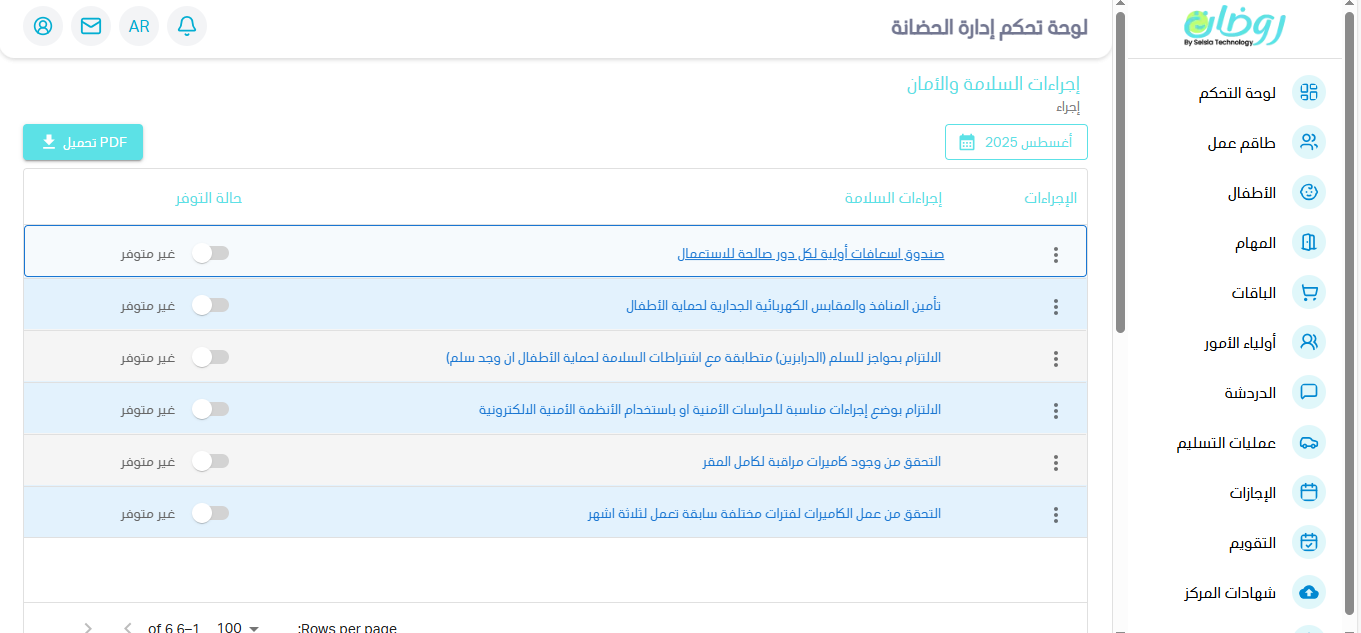 روضتي
By Seisla Technology
لوحة التحكم
طاقم عمل
الأطفال
المهام
الباقات
أولياء الأمور
الدردشة
عمليات التسليم
الإجازات
التقويم
شهادات المركز
لوحة تحكم إدارة الحضانة
AR
إجراءات السلامة والأمان
إجراء
أغسطس 2025
تحميل PDF
الإجراءات
إجراءات السلامة
حالة التوفر
صندوق اسعافات أولية لكل دور صالحة للاستعمال
غير متوفر
تأمين المنافذ والمقابس الكهربائية الجدارية لحماية الأطفال
غير متوفر
الالتزام بحواجز للسلم (الدرابزين) متطابقة مع اشتراطات السلامة لحماية الأطفال ان وجد سلم)
غير متوفر
الالتزام بوضع إجراءات مناسبة للحراسات الأمنية او باستخدام الأنظمة الأمنية الالكترونية
غير متوفر
التحقق من وجود كاميرات مراقبة لكامل المقر
غير متوفر
التحقق من عمل الكاميرات لفترات مختلفة سابقة تعمل لثلاثة اشهر
غير متوفر
:Rows per page
100
of 6 6–1